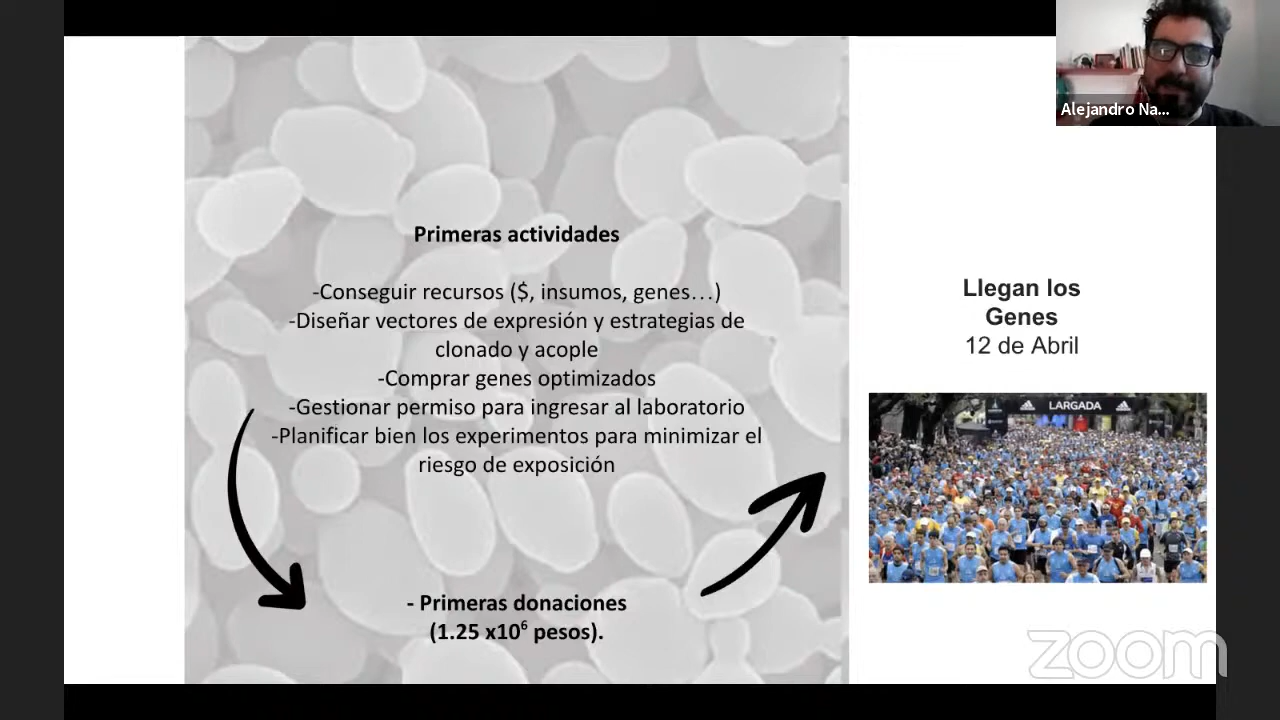 Alejandro Na...
Primeras actividades
-Conseguir recursos ($, insumos, genes…)
-Diseñar vectores de expresión y estrategias de
clonado y acople
-Comprar genes optimizados
-Gestionar permiso para ingresar al laboratorio
-Planificar bien los experimentos para minimizar el
riesgo de exposición
- Primeras donaciones
(1.25 x10⁶ pesos).
Llegan los
Genes
12 de Abril
adidas LARGADA adidas
zoom